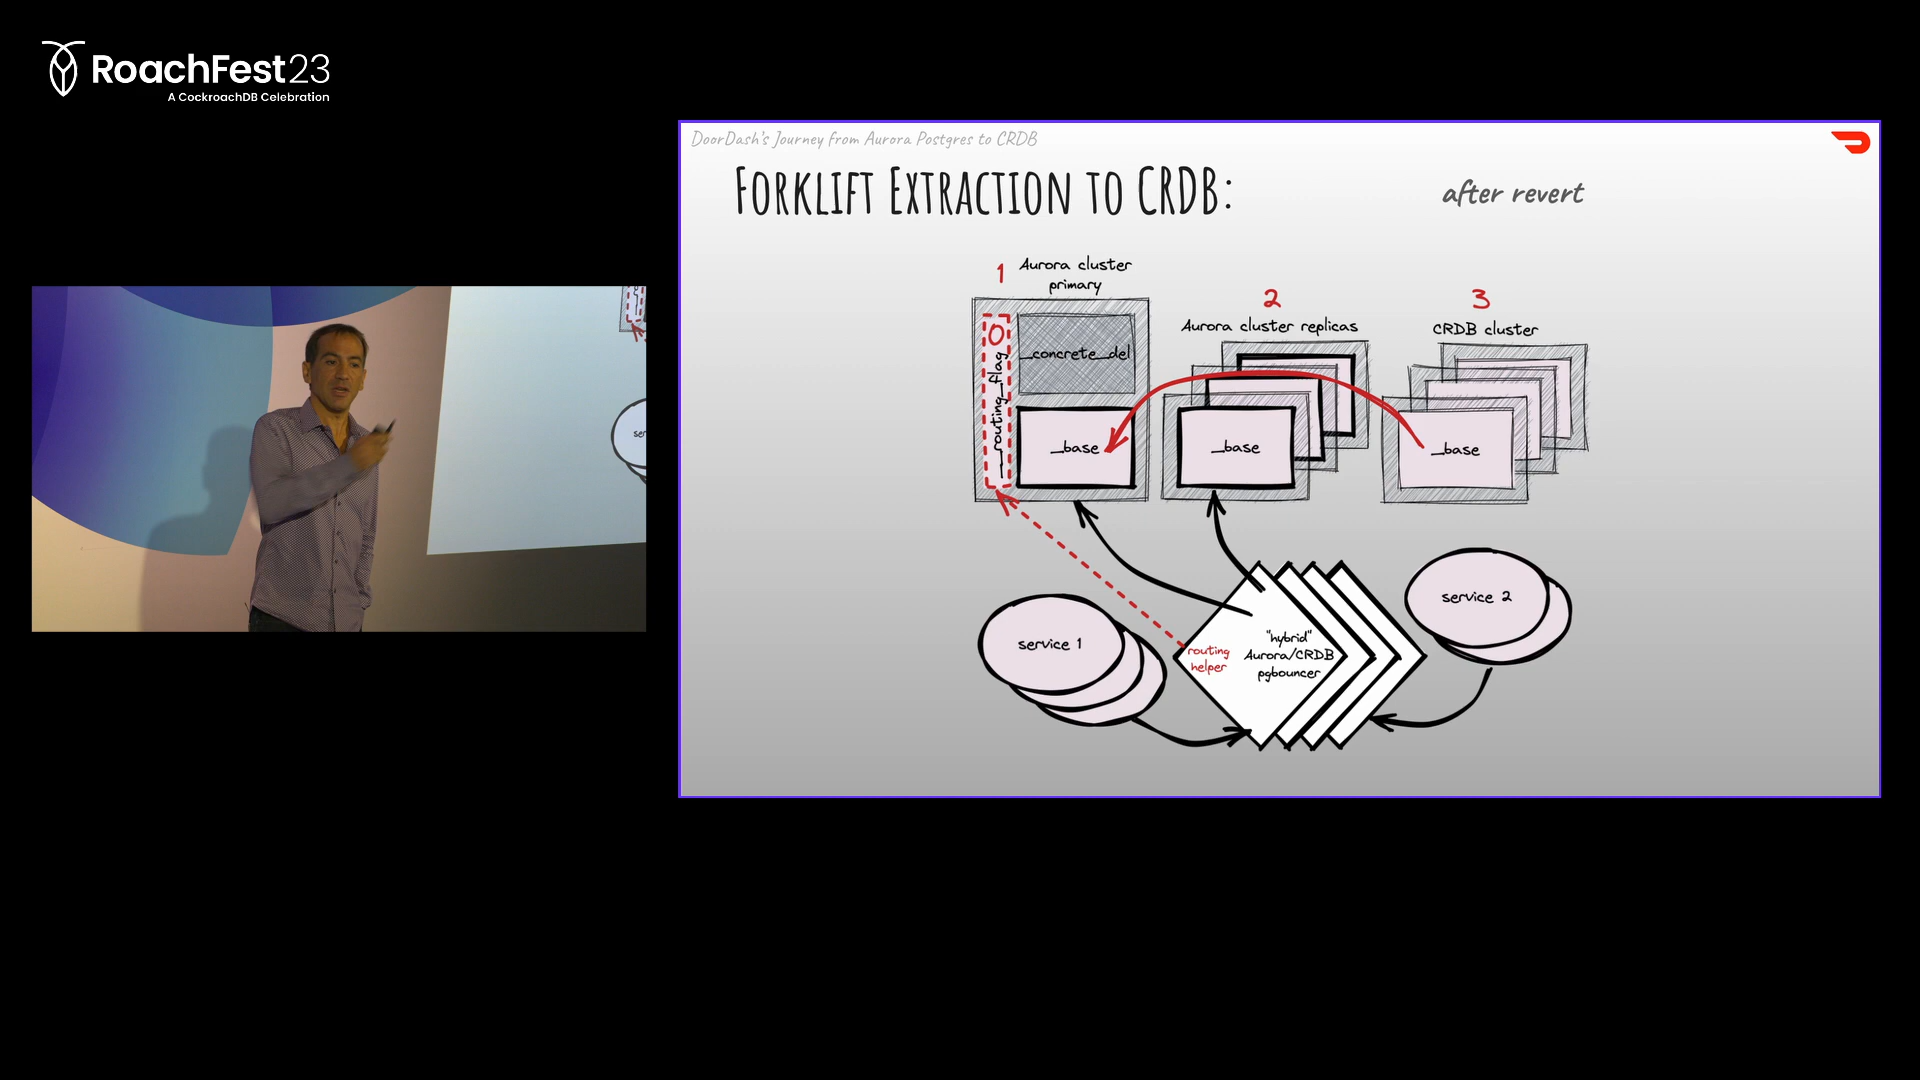 RoachFest23
A CockroachDB Celebration
DoorDash's Journey from Aurora Postgres to CRDB
FORKLIFT EXTRACTION TO CRDB:
after revert
1
Aurora cluster
primary
2
Aurora cluster replicas
3
CRDB cluster
0
__routing_flag
_concrete_del
_base
_base
_base
service 1
routing
helper
"hybrid"
Aurora/CRDB
pgbouncer
service 2
ser